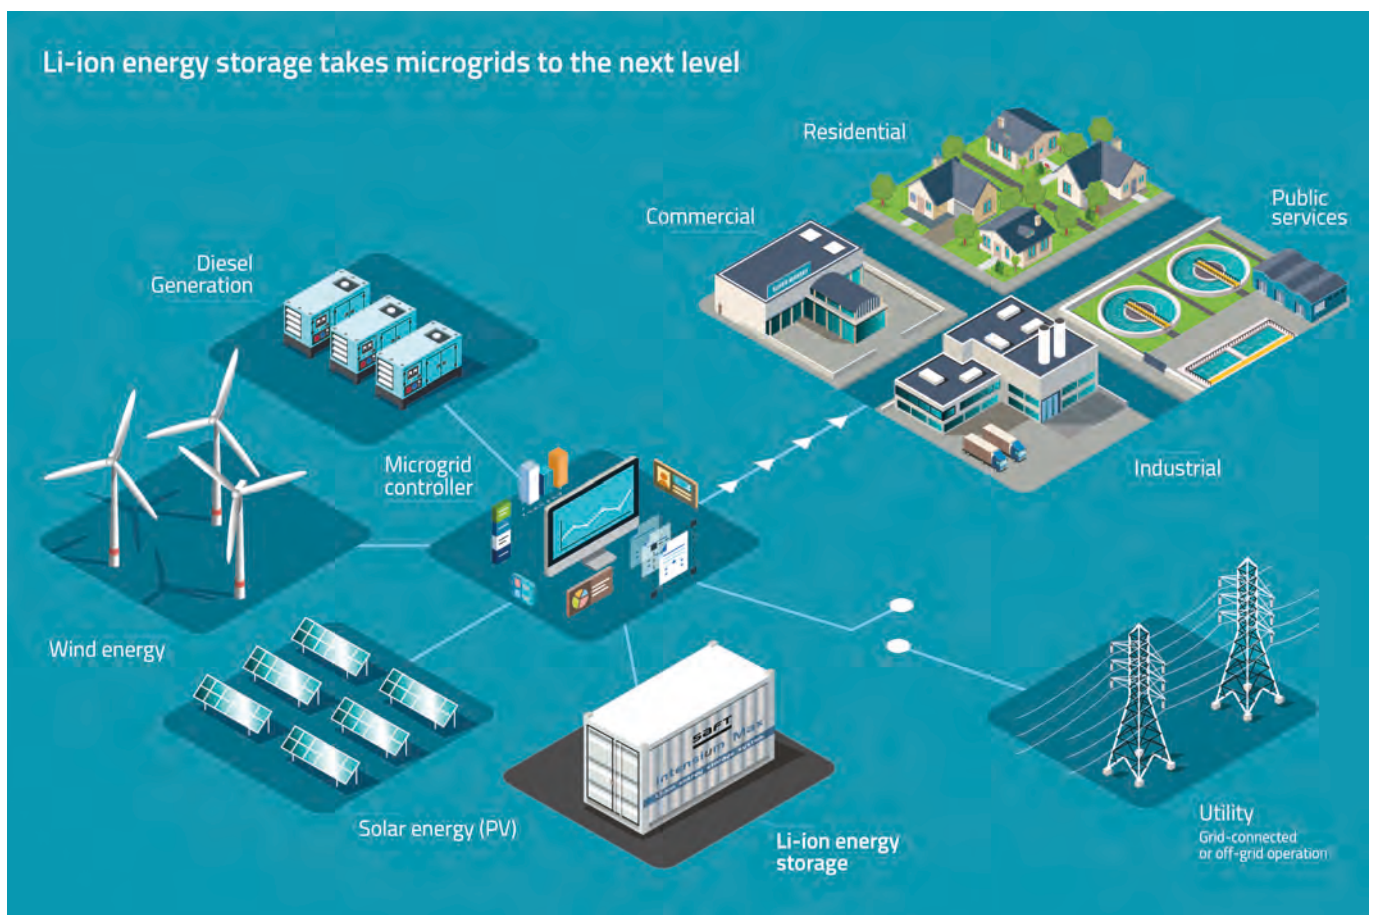 Li-ion energy storage takes microgrids to the next level
Residential
Commercial
Public
services
Diesel
Generation
SUPER MARKET
Microgrid
controller
Industrial
Wind energy
saft
Intensium Max
Solar energy (PV)
Li-ion energy
storage
Utility
Grid-connected
or off-grid operation